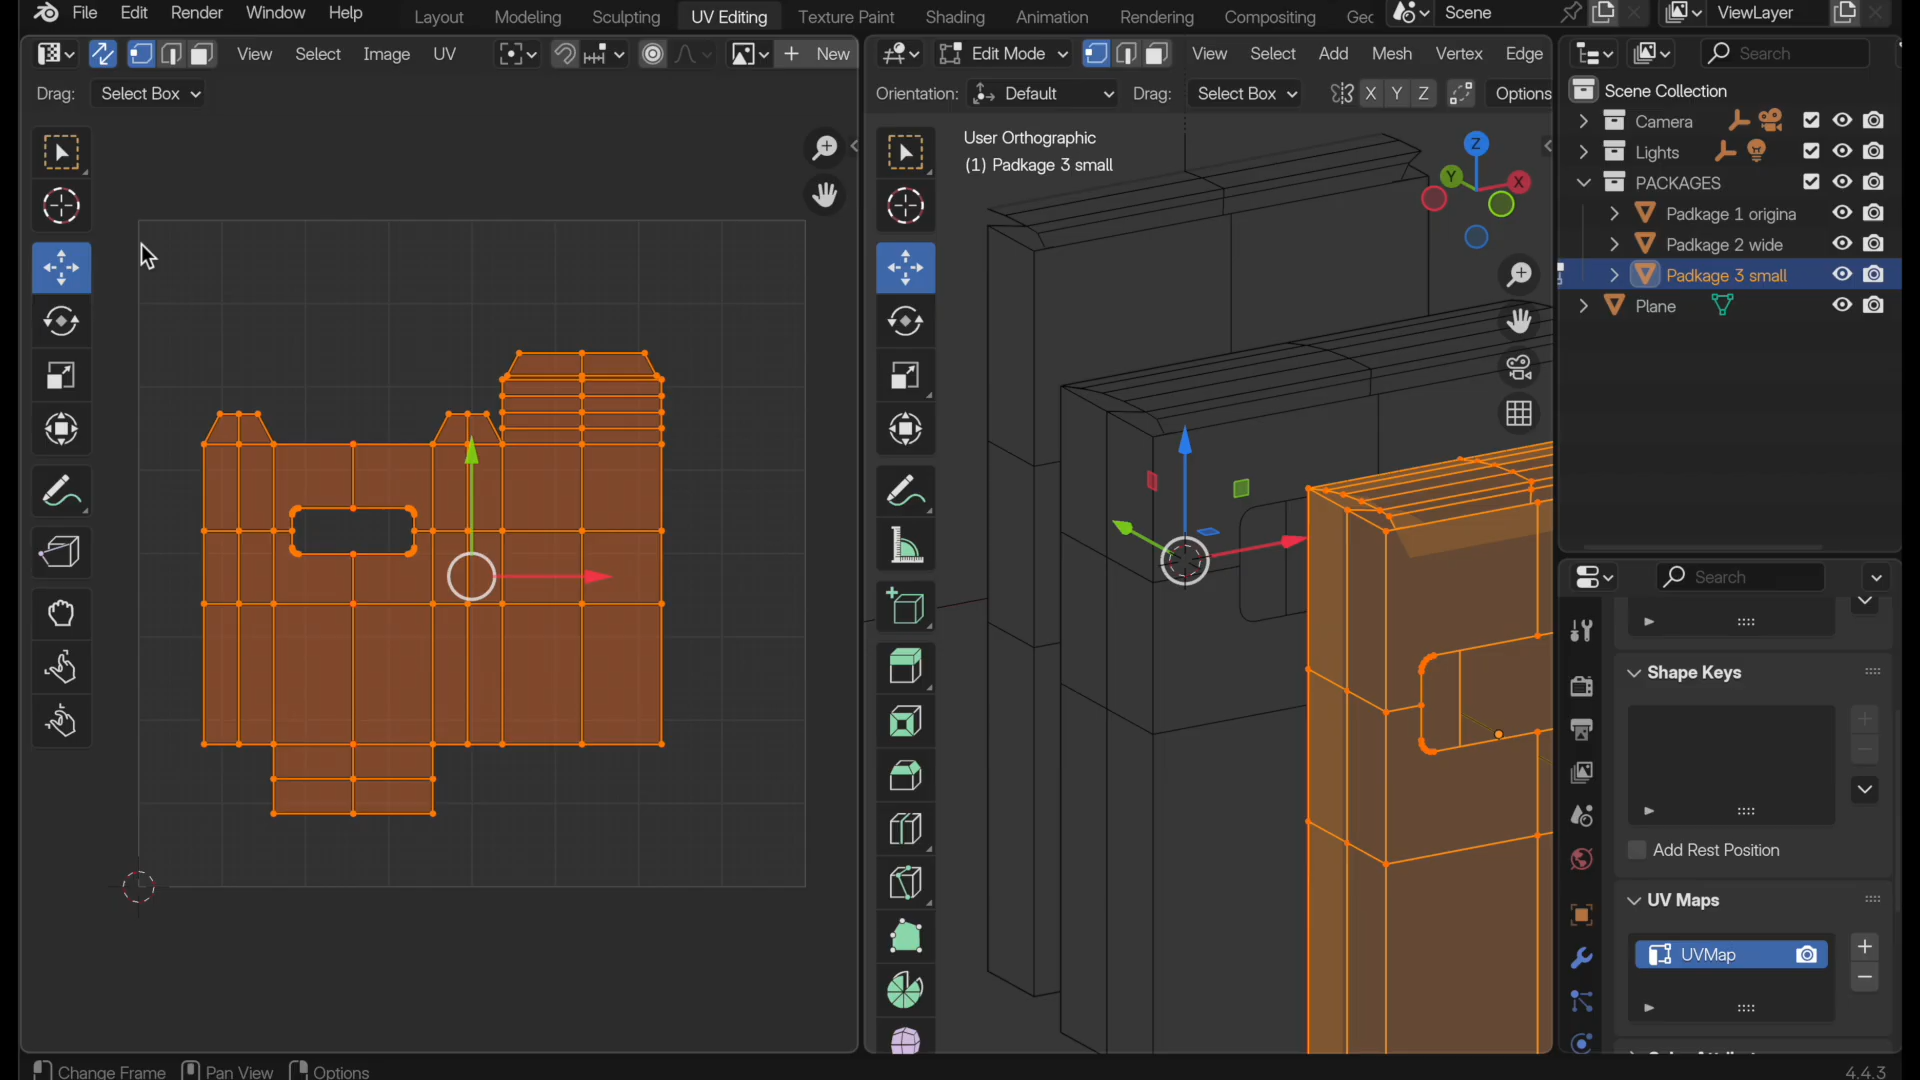 File Edit Render Window Help Layout Modeling Sculpting UV Editing Texture Paint Shading Animation Rendering Compositing Geo Scene ViewLayer
View Select Image UV New Edit Mode View Select Add Mesh Vertex Edge Search
Drag: Select Box Orientation: Default Drag: Select Box X Y Z Options
Scene Collection
User Orthographic
(1) Padkage 3 small
Z
Y
X
Camera
Lights
PACKAGES
Padkage 1 origina
Padkage 2 wide
Padkage 3 small
Plane
Search
Shape Keys
Add Rest Position
UV Maps
UVMap
Change Frame Pan View Options
4.4.3